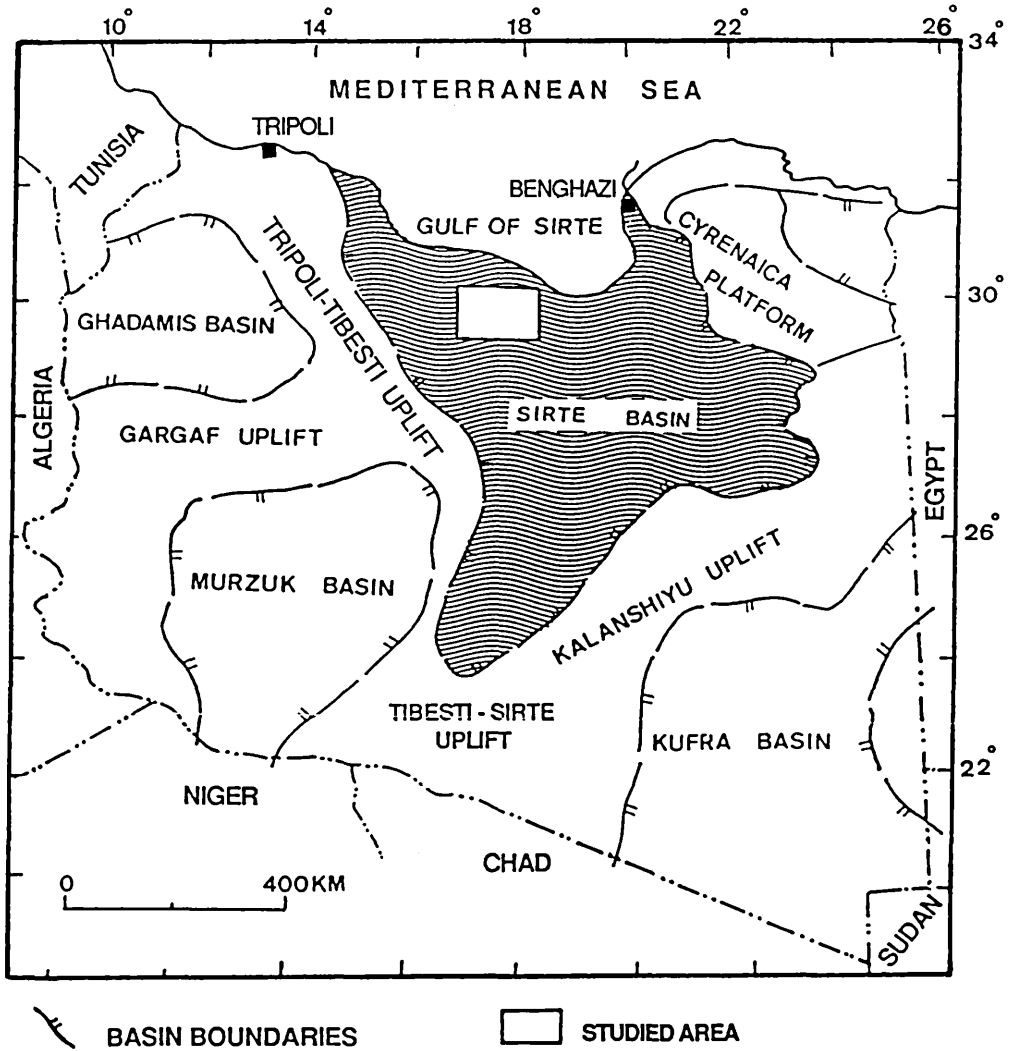 10° 14° 18° 22° 26°
34°
MEDITERRANEAN SEA
TRIPOLI
TUNISIA
BENGHAZI
GULF OF SIRTE
CYRENAICA
PLATFORM
TRIPOLI-TIBESTI UPLIFT
30°
GHADAMIS BASIN
ALGERIA
SIRTE BASIN
GARGAF UPLIFT
EGYPT
26°
MURZUK BASIN
KALANSHIYU UPLIFT
TIBESTI-SIRTE
UPLIFT
KUFRA BASIN
22°
NIGER
CHAD
0 400KM
SUDAN
BASIN BOUNDARIES
STUDIED AREA